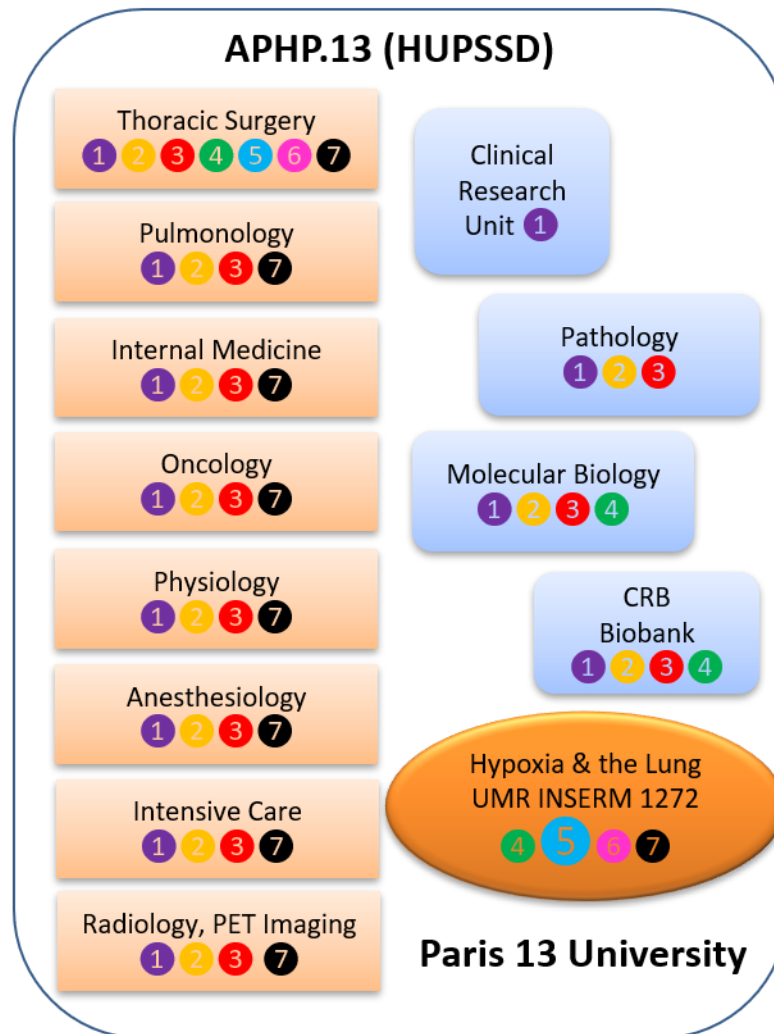 APHP.13 (HUPSSD)
Thoracic Surgery
1 2 3 4 5 6 7
Pulmonology
1 2 3 7
Internal Medicine
1 2 3 7
Oncology
1 2 3 7
Physiology
1 2 3 7
Anesthesiology
1 2 3 7
Intensive Care
1 2 3 7
Radiology, PET Imaging
1 2 3 7
Clinical
Research
Unit 1
Pathology
1 2 3
Molecular Biology
1 2 3 4
CRB
Biobank
1 2 3 4
Hypoxia & the Lung
UMR INSERM 1272
4 5 6 7
Paris 13 University